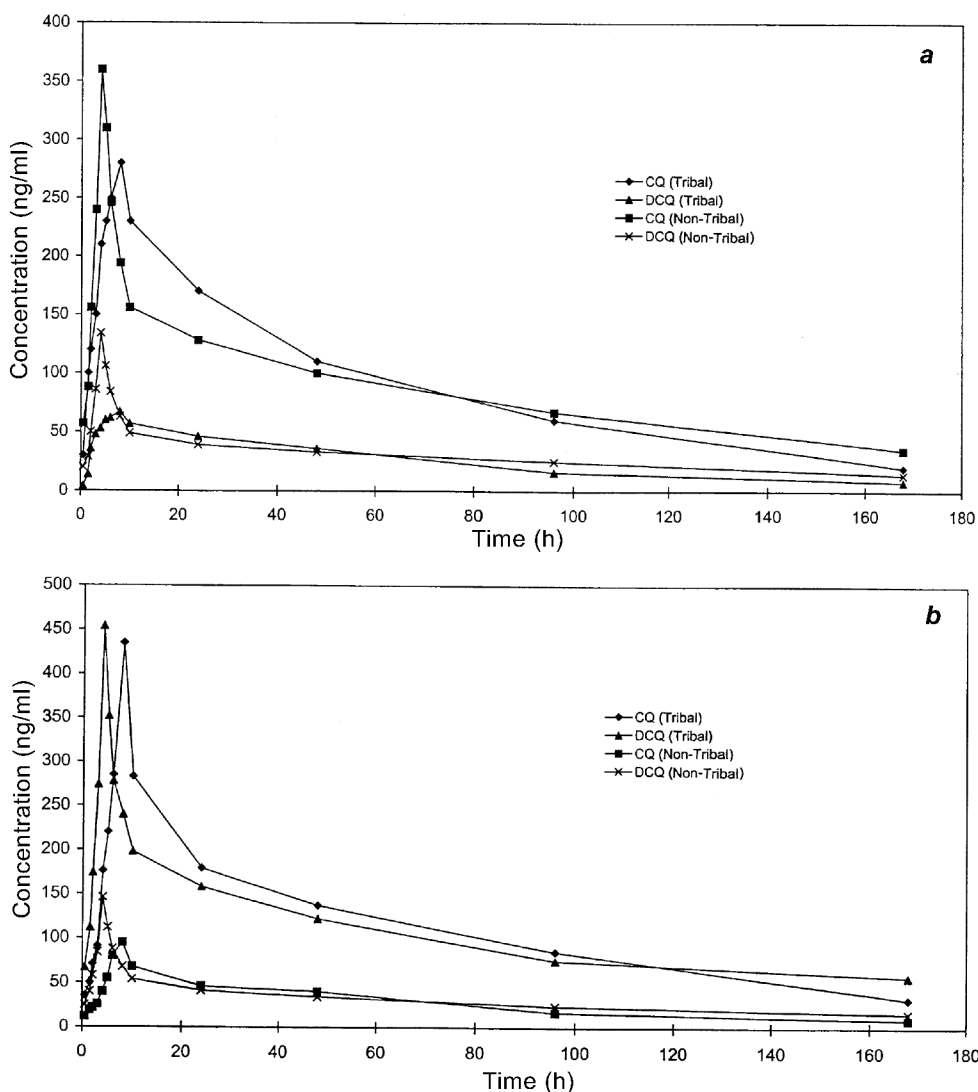 400
350
300
250
200
150
100
50
0
Concentration (ng/ml)
a
CQ (Tribal)
DCQ (Tribal)
CQ (Non-Tribal)
DCQ (Non-Tribal)
0 20 40 60 80 100 120 140 160 180
Time (h)
500
450
400
350
300
250
200
150
100
50
0
Concentration (ng/ml)
b
CQ (Tribal)
DCQ (Tribal)
CQ (Non-Tribal)
DCQ (Non-Tribal)
0 20 40 60 80 100 120 140 160 180
Time (h)